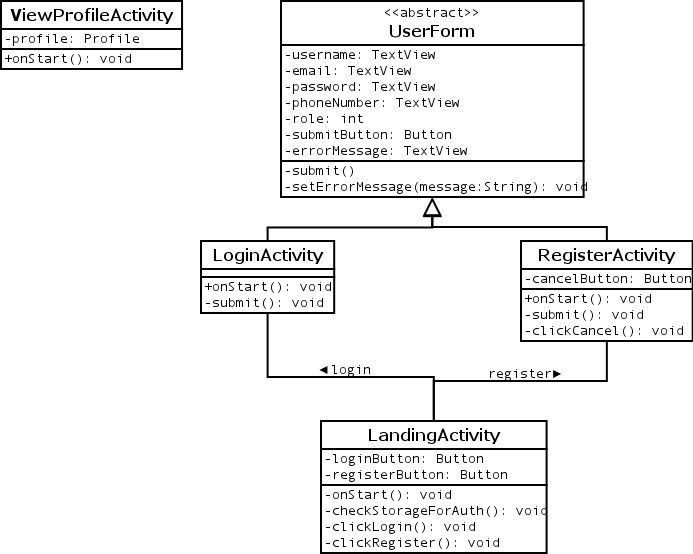 ViewProfileActivity
-profile: Profile
+onStart(): void
<<abstract>>
UserForm
-username: TextView
-email: TextView
-password: TextView
-phoneNumber: TextView
-role: int
-submitButton: Button
-errorMessage: TextView
-submit()
-setErrorMessage(message:String): void
LoginActivity
+onStart(): void
-submit(): void
RegisterActivity
-cancelButton: Button
+onStart(): void
-submit(): void
-clickCancel(): void
◀login
register▶
LandingActivity
-loginButton: Button
-registerButton: Button
-onStart(): void
-checkStorageForAuth(): void
-clickLogin(): void
-clickRegister(): void